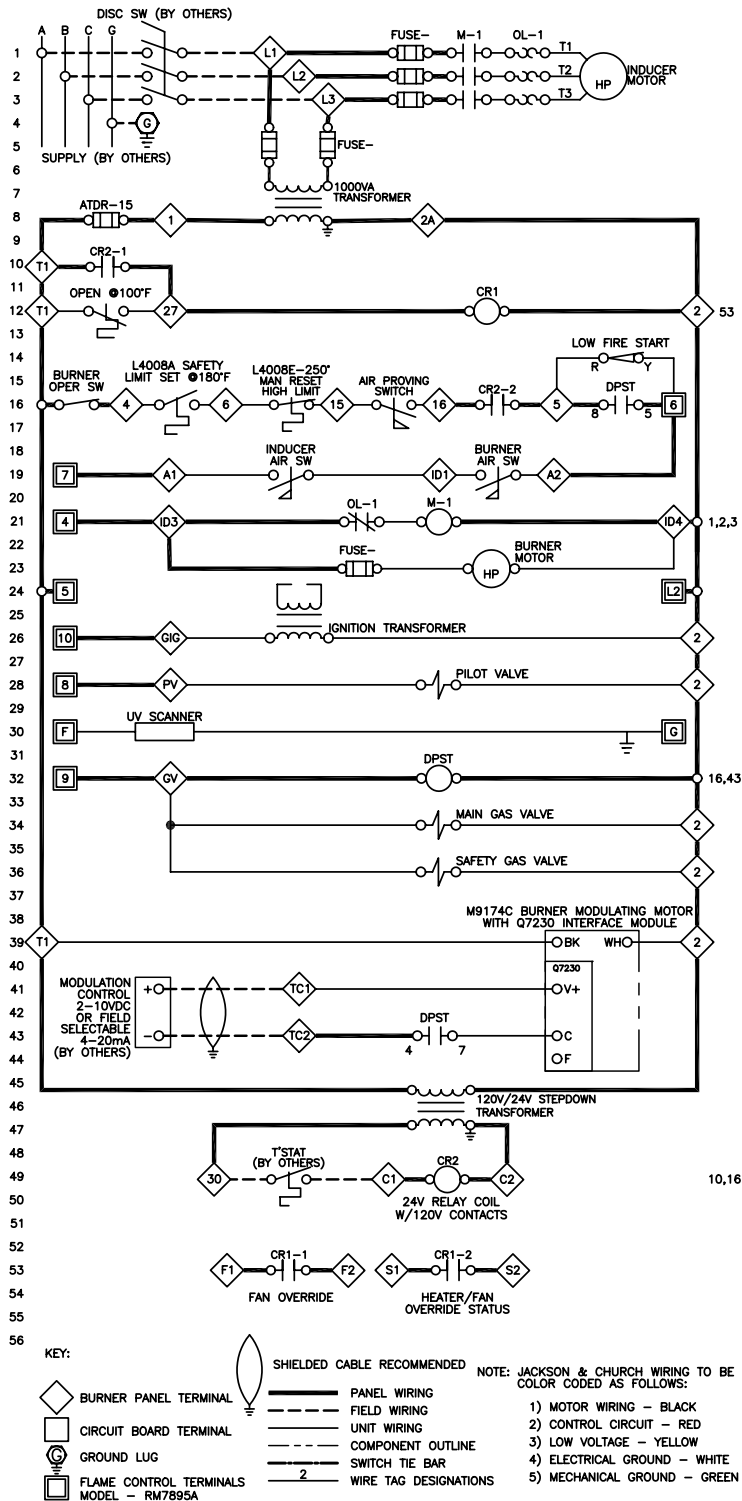 DISC SW (BY OTHERS)
A B C G
FUSE- M-1 OL-1
1 L1 T1
2 L2 T2 HP INDUCER
MOTOR
3 L3 T3
4 G
5 FUSE-
SUPPLY (BY OTHERS)
6
7 1000VA
TRANSFORMER
ATDR-15
8 1 2A
9
CR2-1
10 T1
11
OPEN @100°F CR1
12 T1 27 2 53
13
14 LOW FIRE START
R Y
15 BURNER
OPER SW
L4008A SAFETY
LIMIT SET @180°F
L4008E-250°
MAN RESET
HIGH LIMIT
AIR PROVING
SWITCH
CR2-2 DPST
16 4 6 15 16 5 8 5 6
17
18 INDUCER
AIR SW
BURNER
AIR SW
19 7 A1 ID1 A2
20
OL-1 M-1
21 4 ID3 ID4 1,2,3
22 BURNER
MOTOR
FUSE-
23 HP
24 5 L2
25
26 10 GIG IGNITION TRANSFORMER 2
27
28 8 PV PILOT VALVE 2
29
UV SCANNER
30 F G
31
DPST
32 9 GV 16,43
33
34 MAIN GAS VALVE 2
35
36 SAFETY GAS VALVE 2
37
38 M9174C BURNER MODULATING MOTOR
WITH Q7230 INTERFACE MODULE
39 T1 BK WH 2
40 Q7230
MODULATION
CONTROL
2-10VDC
OR FIELD
SELECTABLE
4-20mA
(BY OTHERS)
41 + TC1 V+
42 DPST
43 - TC2 4 7 C
44 F
45
46 120V/24V STEPDOWN
TRANSFORMER
47
48 T'STAT
(BY OTHERS)
CR2
49 30 C1 C2 10,16
50 24V RELAY COIL
W/120V CONTACTS
51
52
CR1-1 CR1-2
53 F1 F2 S1 S2
54 FAN OVERRIDE
HEATER/FAN
OVERRIDE STATUS
55
56
KEY:
BURNER PANEL TERMINAL
CIRCUIT BOARD TERMINAL
G GROUND LUG
FLAME CONTROL TERMINALS
MODEL - RM7895A
SHIELDED CABLE RECOMMENDED
PANEL WIRING
FIELD WIRING
UNIT WIRING
COMPONENT OUTLINE
SWITCH TIE BAR
2 WIRE TAG DESIGNATIONS
NOTE: JACKSON & CHURCH WIRING TO BE
COLOR CODED AS FOLLOWS:
1) MOTOR WIRING - BLACK
2) CONTROL CIRCUIT - RED
3) LOW VOLTAGE - YELLOW
4) ELECTRICAL GROUND - WHITE
5) MECHANICAL GROUND - GREEN